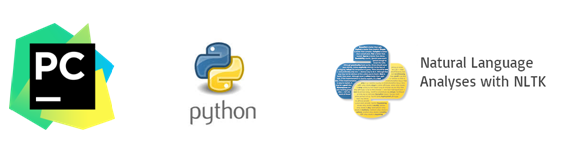 PC
python
Natural Language
Analyses with NLTK